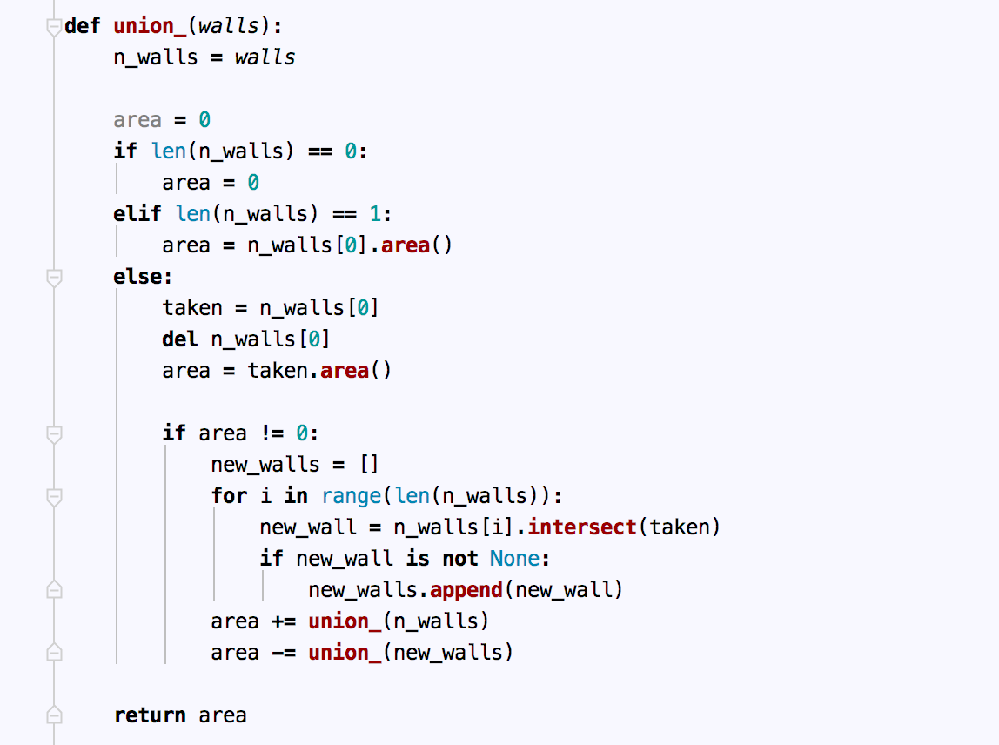 def union_(walls):
    n_walls = walls

    area = 0
    if len(n_walls) == 0:
        area = 0
    elif len(n_walls) == 1:
        area = n_walls[0].area()
    else:
        taken = n_walls[0]
        del n_walls[0]
        area = taken.area()

        if area != 0:
            new_walls = []
            for i in range(len(n_walls)):
                new_wall = n_walls[i].intersect(taken)
                if new_wall is not None:
                    new_walls.append(new_wall)
            area += union_(n_walls)
            area -= union_(new_walls)

    return area